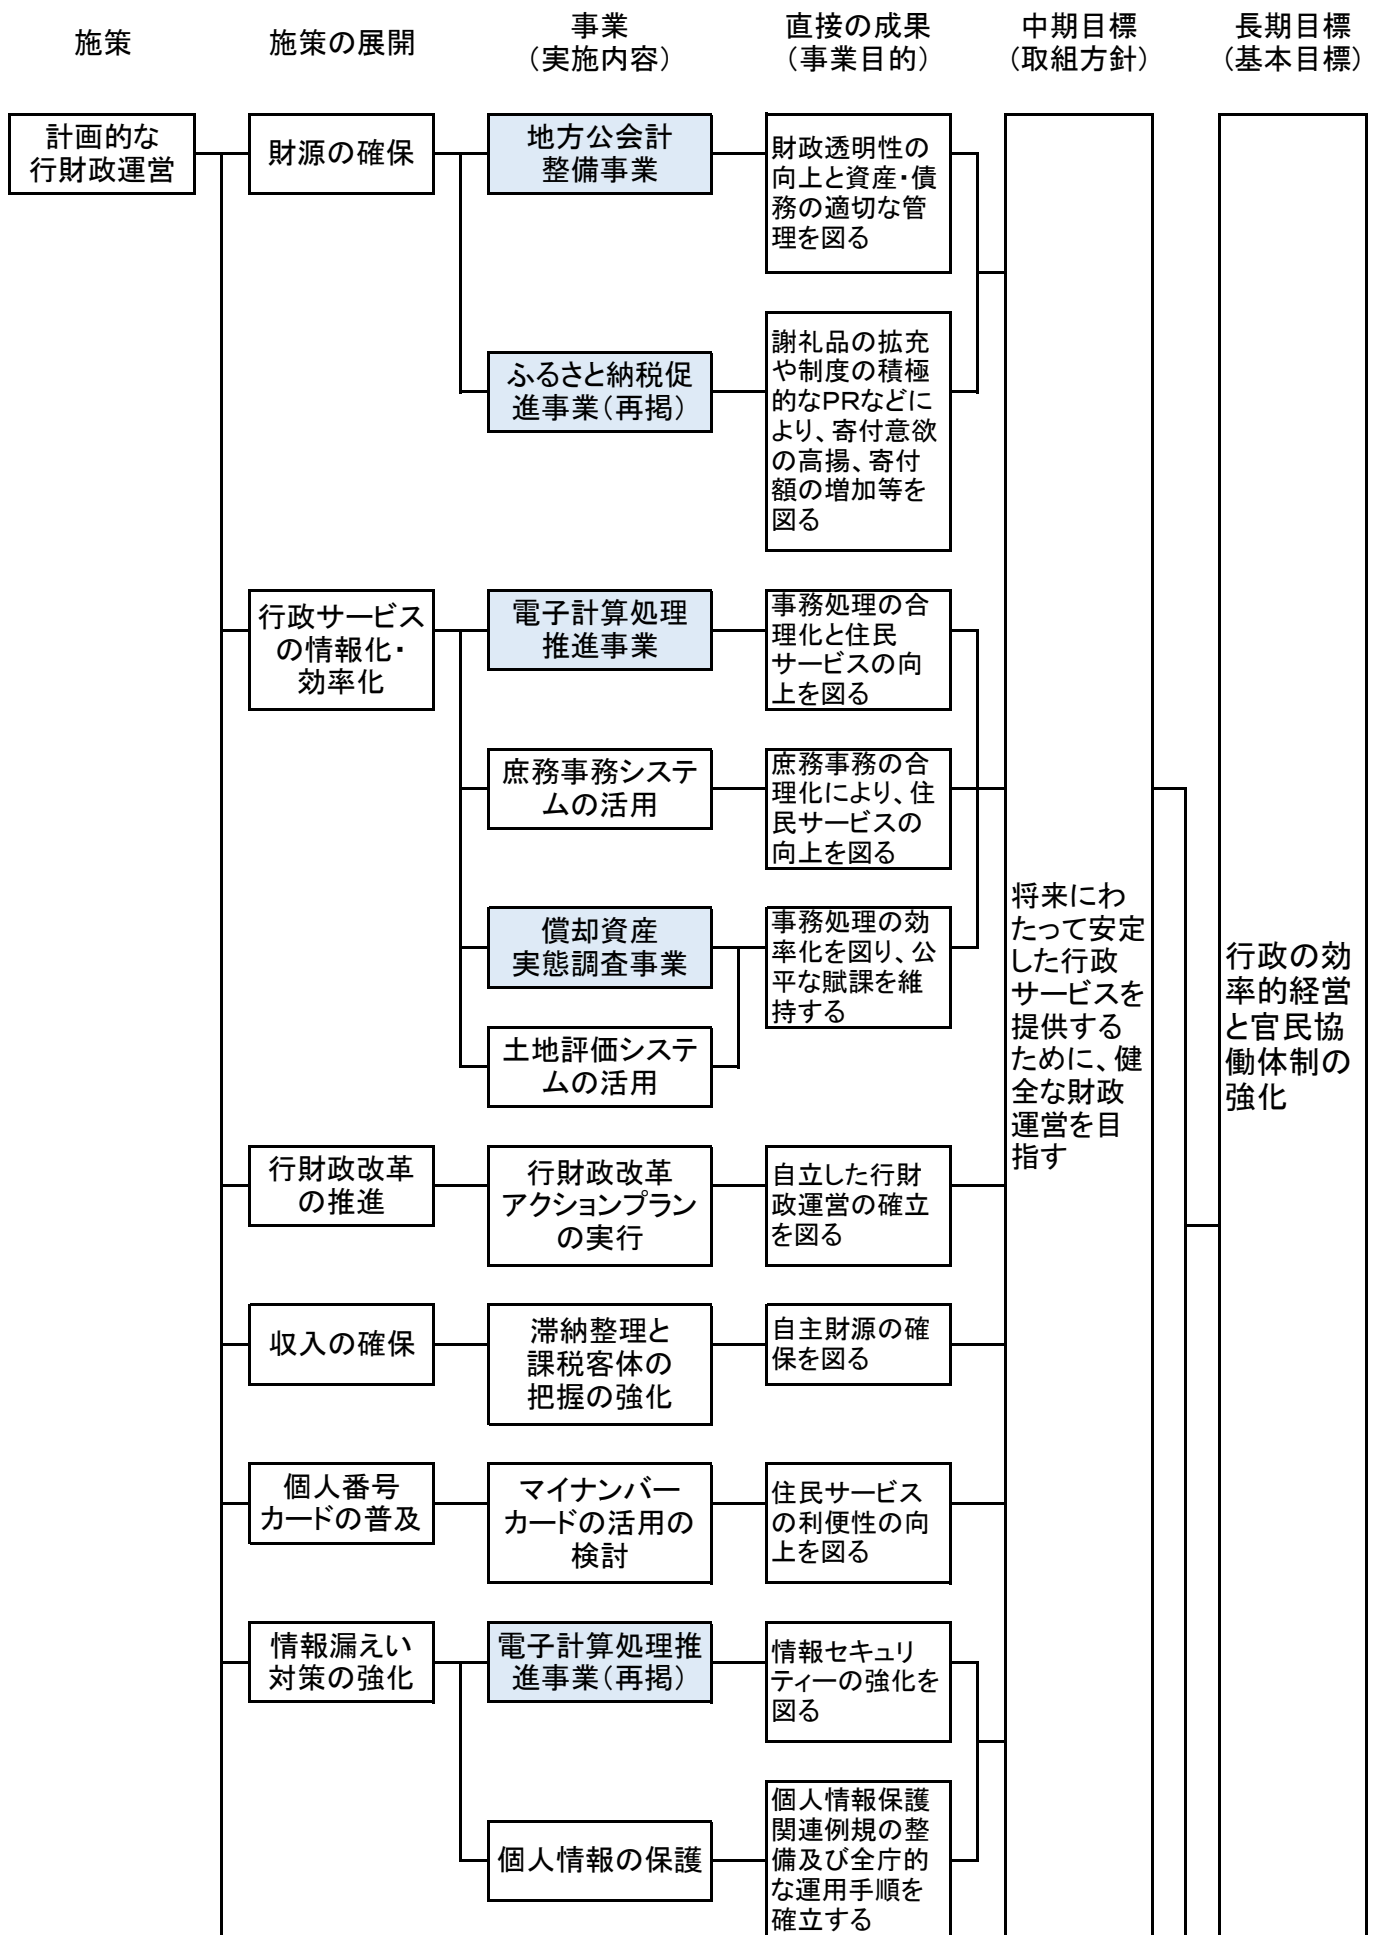 施策
施策の展開
事業
（実施内容）
直接の成果
（事業目的）
中期目標
（取組方針）
長期目標
（基本目標）
計画的な
行財政運営
財源の確保
地方公会計
整備事業
財政透明性の
向上と資産・債
務の適切な管
理を図る
ふるさと納税促
進事業（再掲）
謝礼品の拡充
や制度の積極
的なPRなどに
より、寄付意欲
の高揚、寄付
額の増加等を
図る
行政サービス
の情報化・
効率化
電子計算処理
推進事業
事務処理の合
理化と住民
サービスの向
上を図る
庶務事務システ
ムの活用
庶務事務の合
理化により、住
民サービスの
向上を図る
償却資産
実態調査事業
事務処理の効
率化を図り、公
平な賦課を維
持する
土地評価システ
ムの活用
行財政改革
の推進
行財政改革
アクションプラン
の実行
自立した行財
政運営の確立
を図る
収入の確保
滞納整理と
課税客体の
把握の強化
自主財源の確
保を図る
個人番号
カードの普及
マイナンバー
カードの活用の
検討
住民サービス
の利便性の向
上を図る
情報漏えい
対策の強化
電子計算処理推
進事業（再掲）
情報セキュリ
ティーの強化を
図る
個人情報の保護
個人情報保護
関連例規の整
備及び全庁的
な運用手順を
確立する
将来にわ
たって安定
した行政
サービスを
提供する
ために、健
全な財政
運営を目
指す
行政の効
率的経営
と官民協
働体制の
強化